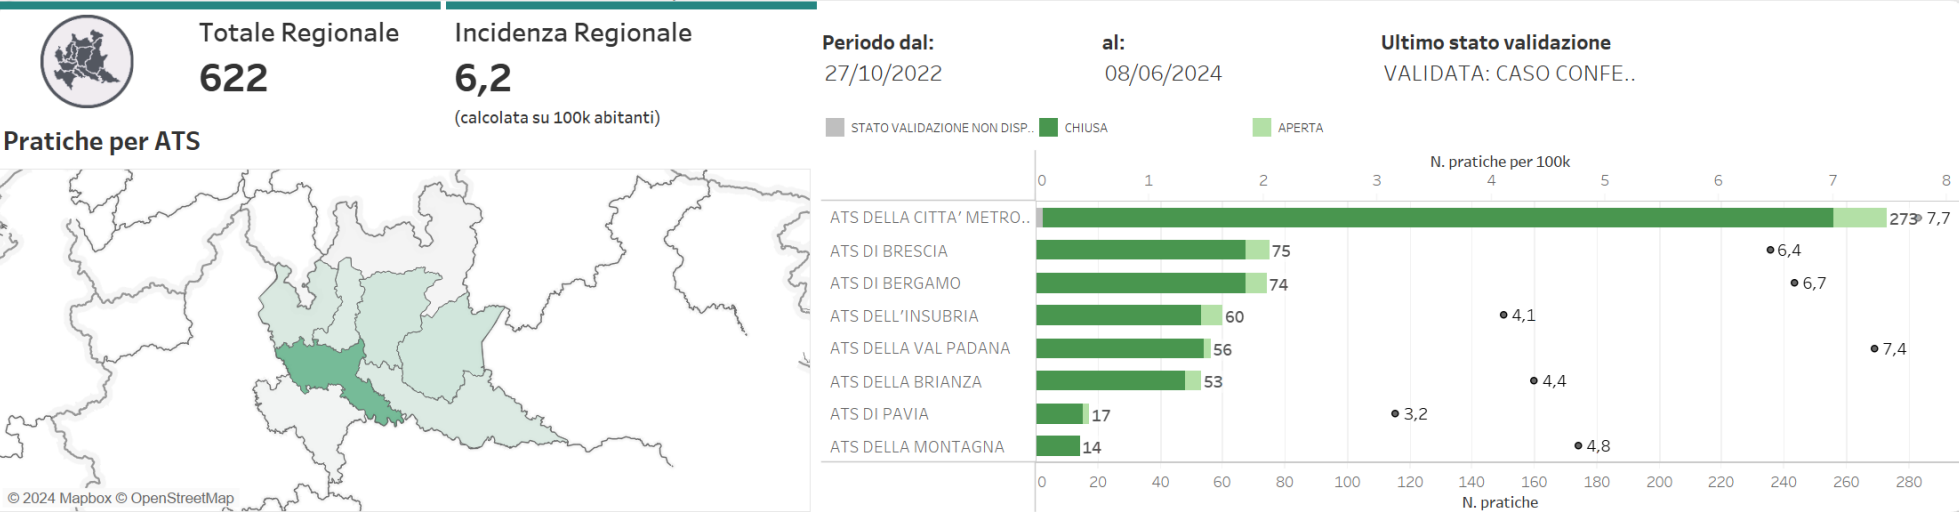 Totale Regionale
622
Incidenza Regionale
6,2
(calcolata su 100k abitanti)
Pratiche per ATS
© 2024 Mapbox © OpenStreetMap
Periodo dal:
27/10/2022
al:
08/06/2024
Ultimo stato validazione
VALIDATA: CASO CONFE..
STATO VALIDAZIONE NON DISP.. CHIUSA APERTA
N. pratiche per 100k
0 1 2 3 4 5 6 7 8
ATS DELLA CITTA' METRO.. 273 7,7
ATS DI BRESCIA 75 6,4
ATS DI BERGAMO 74 6,7
ATS DELL'INSUBRIA 60 4,1
ATS DELLA VAL PADANA 56 7,4
ATS DELLA BRIANZA 53 4,4
ATS DI PAVIA 17 3,2
ATS DELLA MONTAGNA 14 4,8
0 20 40 60 80 100 120 140 160 180 200 220 240 260 280
N. pratiche